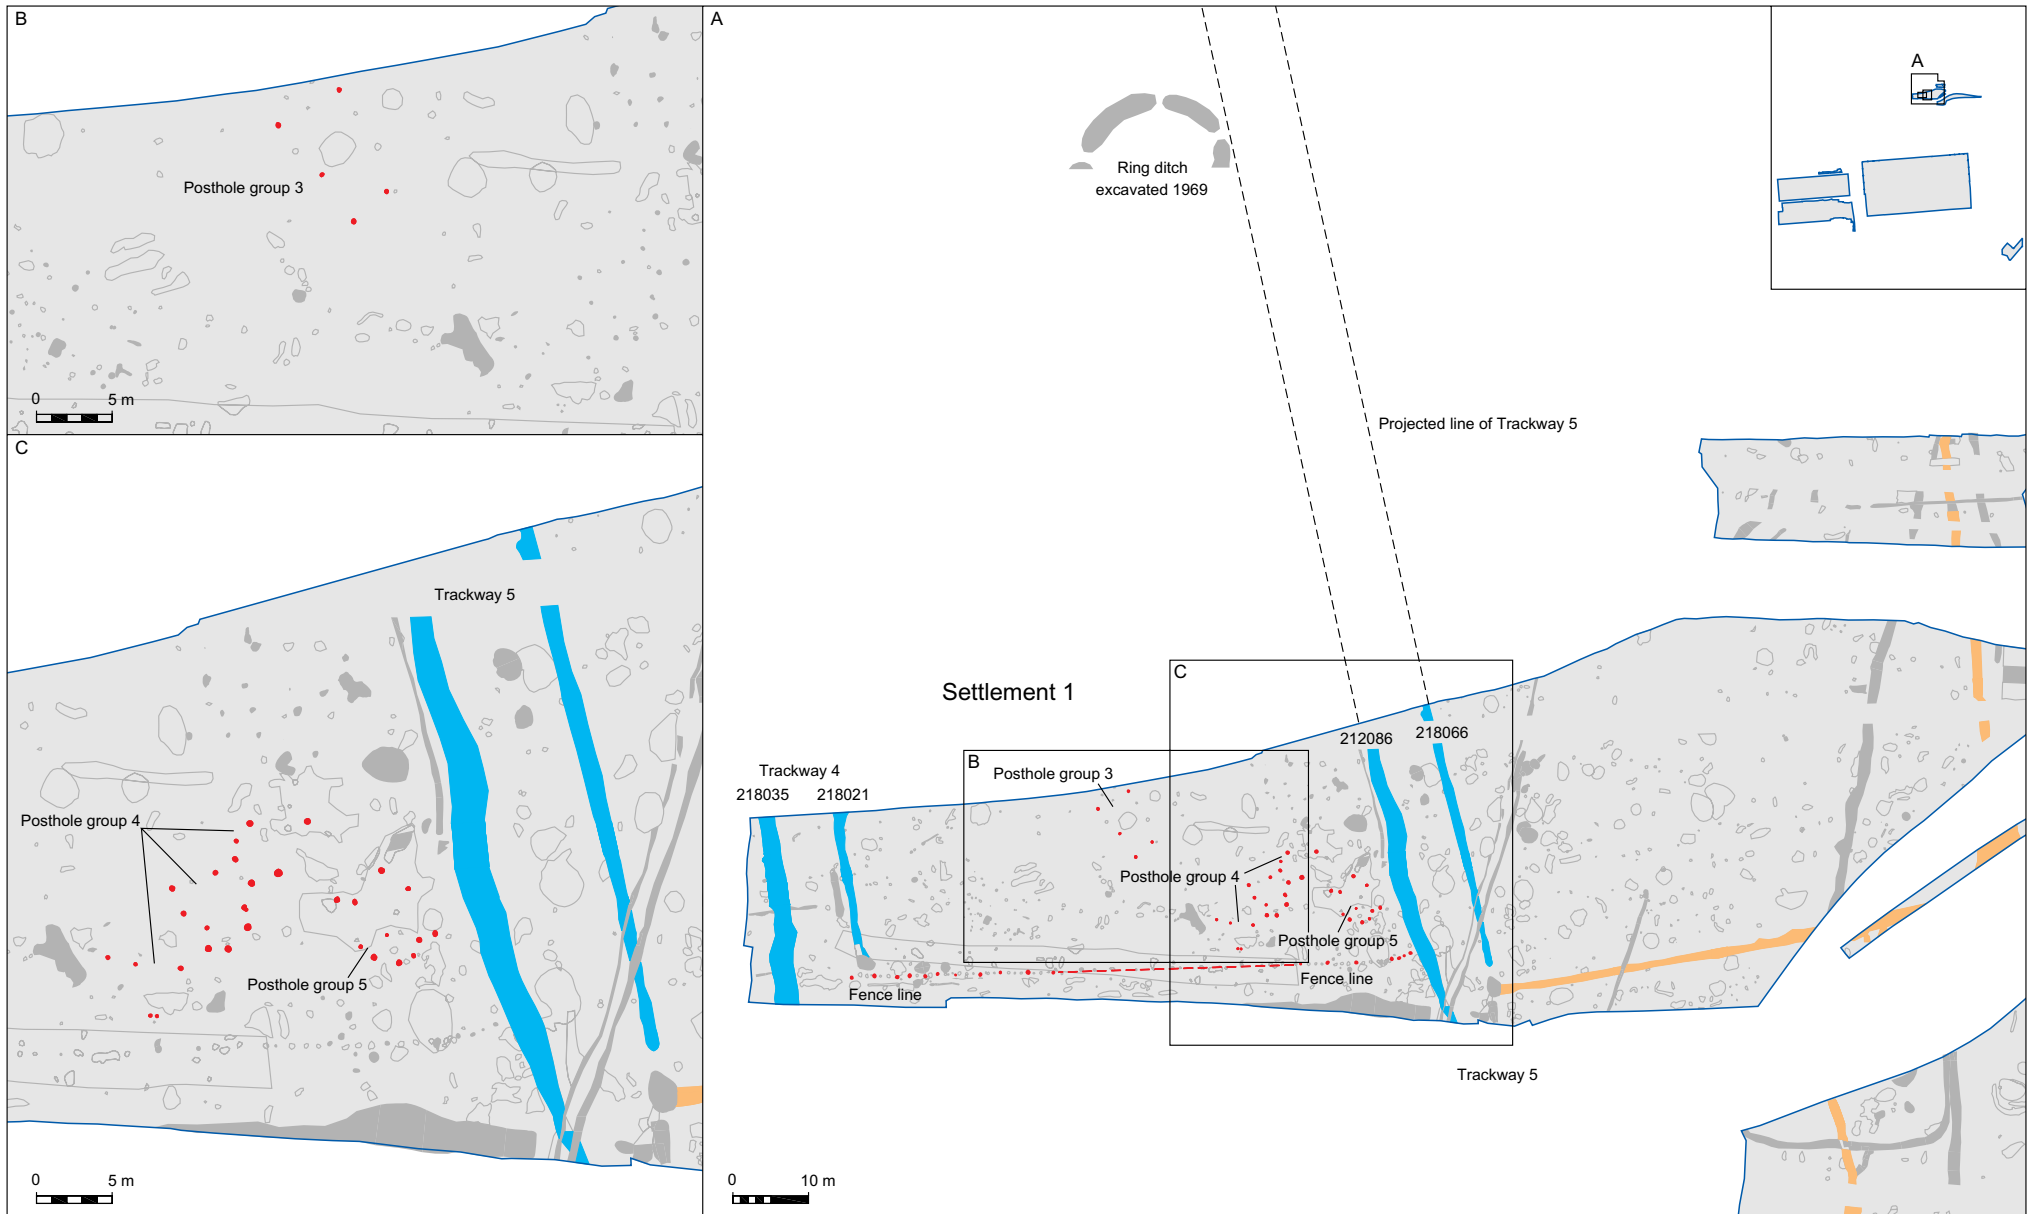 B
Posthole group 3
0
5 m
C
Trackway 5
Posthole group 4
Posthole group 5
0
5 m
A
Ring ditch
excavated 1969
Projected line of Trackway 5
Settlement 1
C
212086
218066
B
Posthole group 3
Trackway 4
218035
218021
Posthole group 4
Posthole group 5
Fence line
Fence line
Trackway 5
0
10 m
A